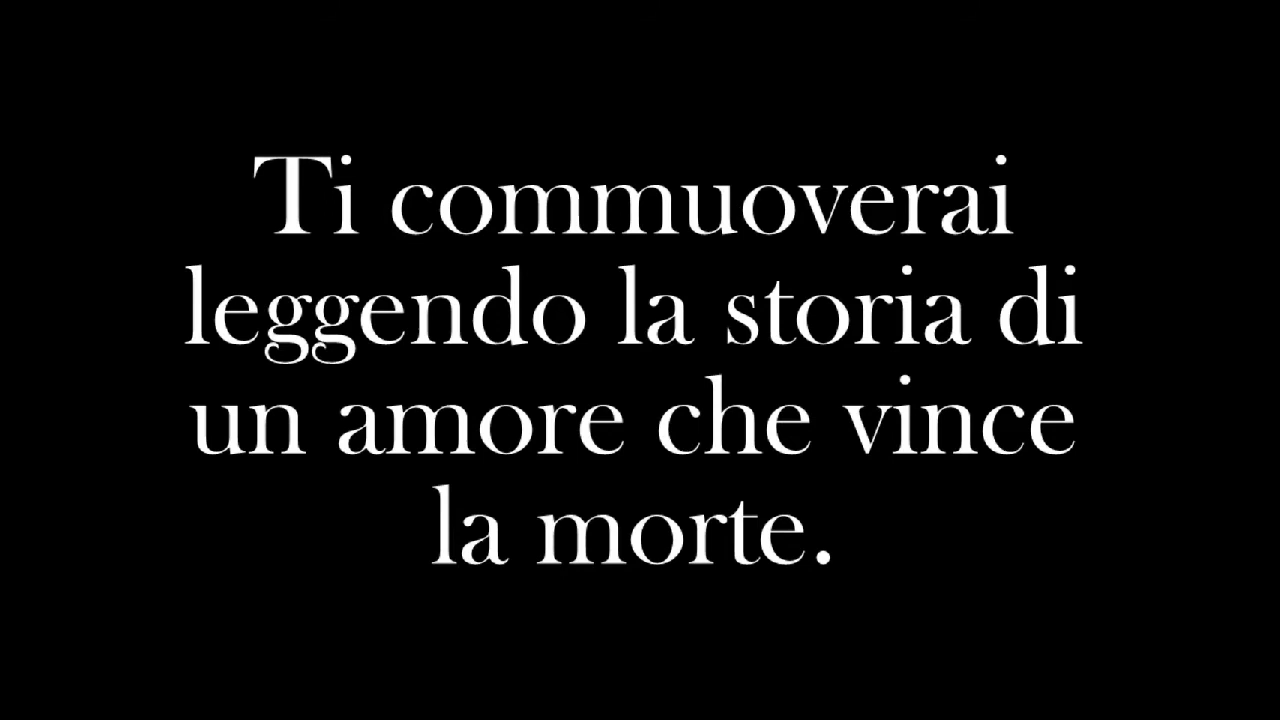 Ti commuoverai
leggendo la storia di
un amore che vince
la morte.